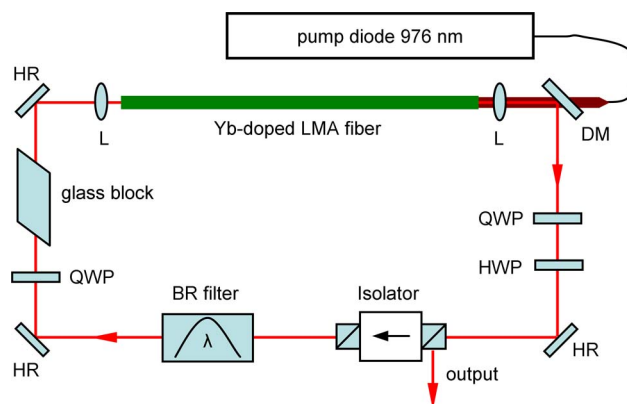 pump diode 976 nm
HR
L
Yb-doped LMA fiber
L
DM
glass block
QWP
HWP
QWP
BR filter
Isolator
λ
HR
HR
output